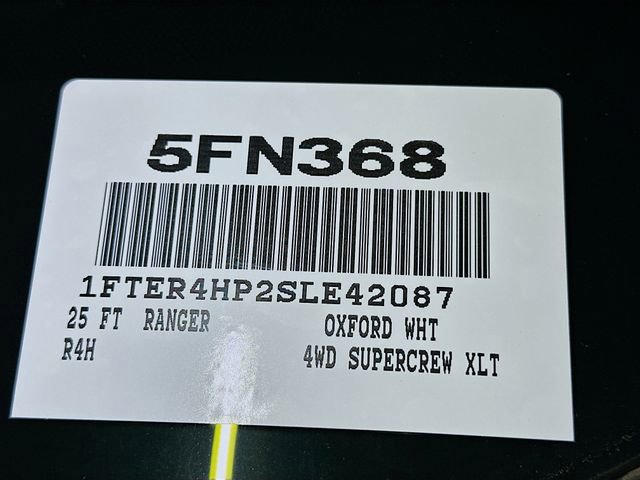 5FN368
1FTER4HP2SLE42087
25 FT RANGER OXFORD WHT
R4H 4WD SUPERCREW XLT